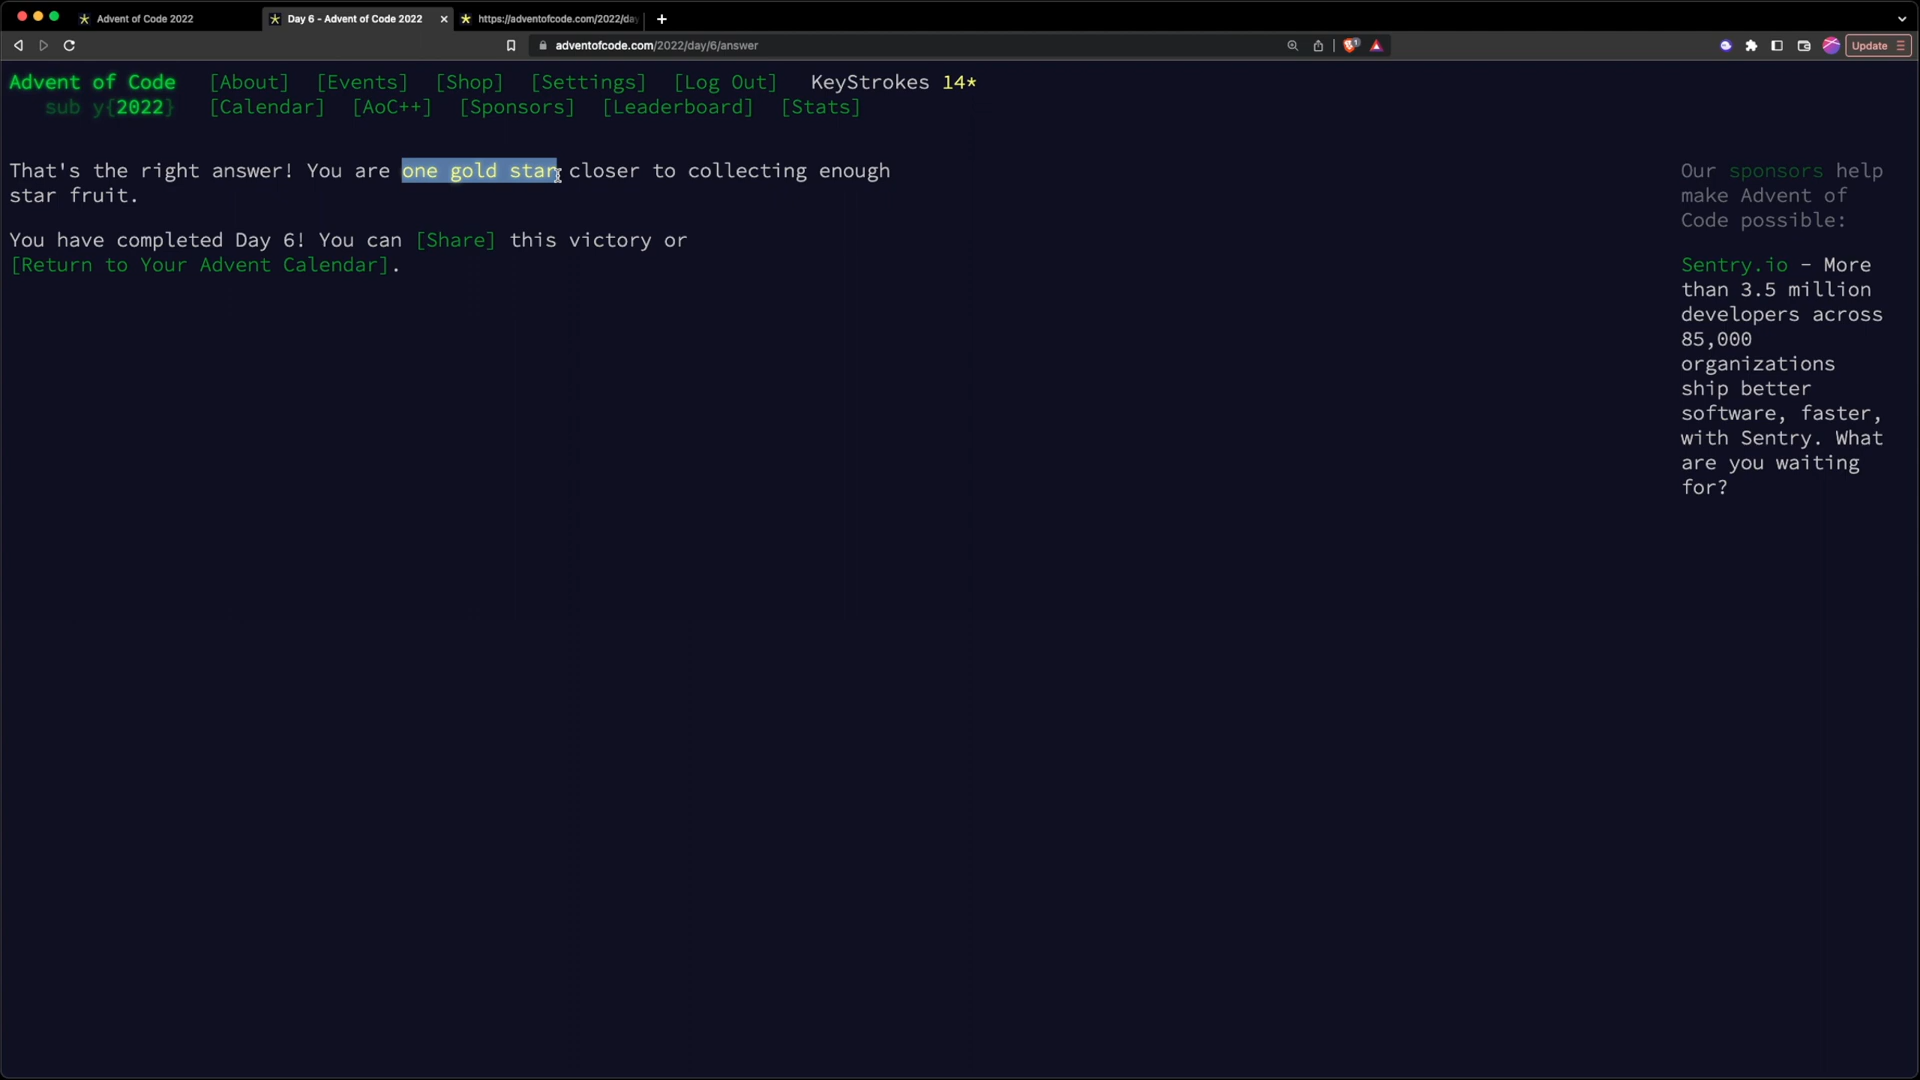 Advent of Code 2022
Day 6 - Advent of Code 2022
https://adventofcode.com/2022/da
adventofcode.com/2022/day/6/answer
Update
Advent of Code [About] [Events] [Shop] [Settings] [Log Out] KeyStrokes 14*
sub y{2022} [Calendar] [AoC++] [Sponsors] [Leaderboard] [Stats]
That's the right answer! You are one gold star closer to collecting enough
star fruit.
You have completed Day 6! You can [Share] this victory or
[Return to Your Advent Calendar].
Our sponsors help
make Advent of
Code possible:
Sentry.io - More
than 3.5 million
developers across
85,000
organizations
ship better
software, faster,
with Sentry. What
are you waiting
for?